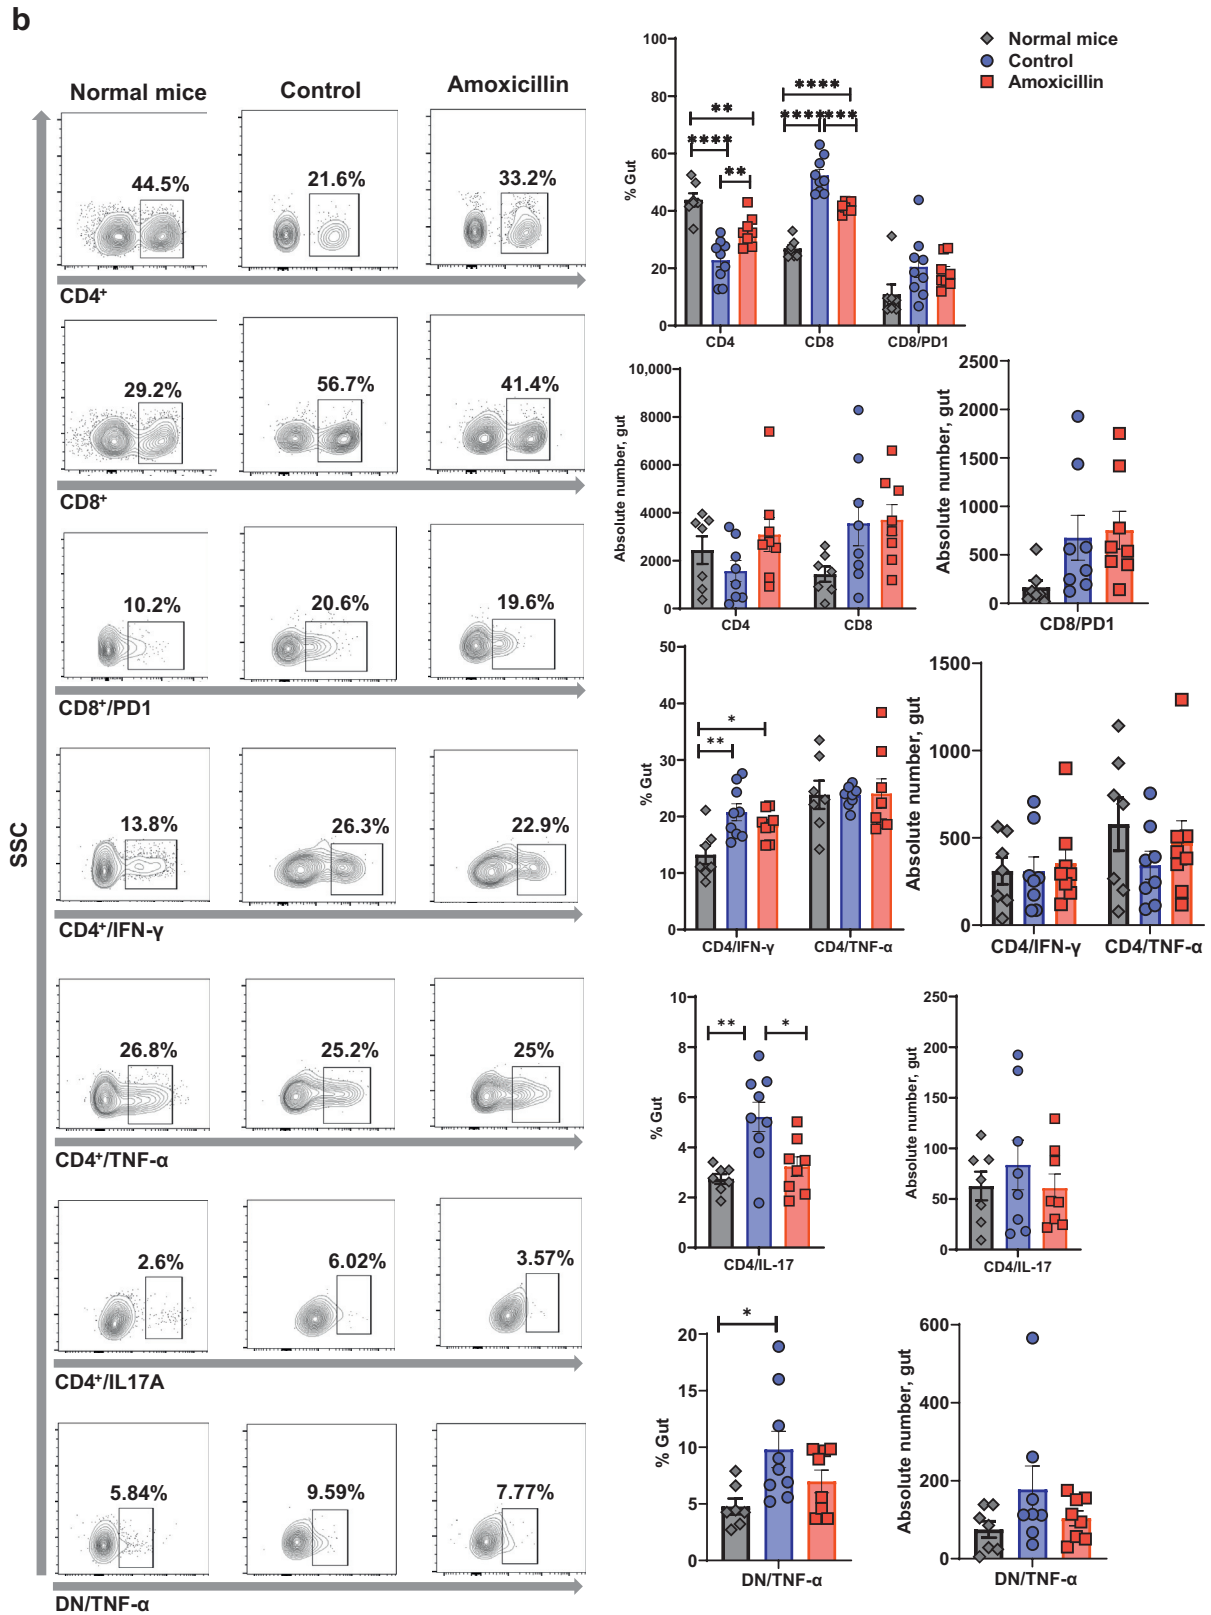 b
Normal mice
Control
Amoxicillin
44.5%
21.6%
33.2%
CD4⁺
29.2%
56.7%
41.4%
CD8⁺
10.2%
20.6%
19.6%
CD8⁺/PD1
13.8%
26.3%
22.9%
CD4⁺/IFN-γ
26.8%
25.2%
25%
CD4⁺/TNF-α
2.6%
6.02%
3.57%
CD4⁺/IL17A
5.84%
9.59%
7.77%
DN/TNF-α
SSC
Normal mice
Control
Amoxicillin
% Gut
100
80
60
40
20
0
**
****
**
****
****
***
CD4
CD8
CD8/PD1
Absolute number, gut
10,000
8000
6000
4000
2000
0
CD4
CD8
Absolute number, gut
2500
2000
1500
1000
500
0
CD8/PD1
% Gut
50
40
30
20
10
0
*
**
CD4/IFN-γ
CD4/TNF-α
Absolute number, gut
1500
1000
500
0
CD4/IFN-γ
CD4/TNF-α
% Gut
10
8
6
4
2
0
**
*
CD4/IL-17
Absolute number, gut
250
200
150
100
50
0
CD4/IL-17
% Gut
20
15
10
5
0
*
DN/TNF-α
Absolute number, gut
600
400
200
0
DN/TNF-α